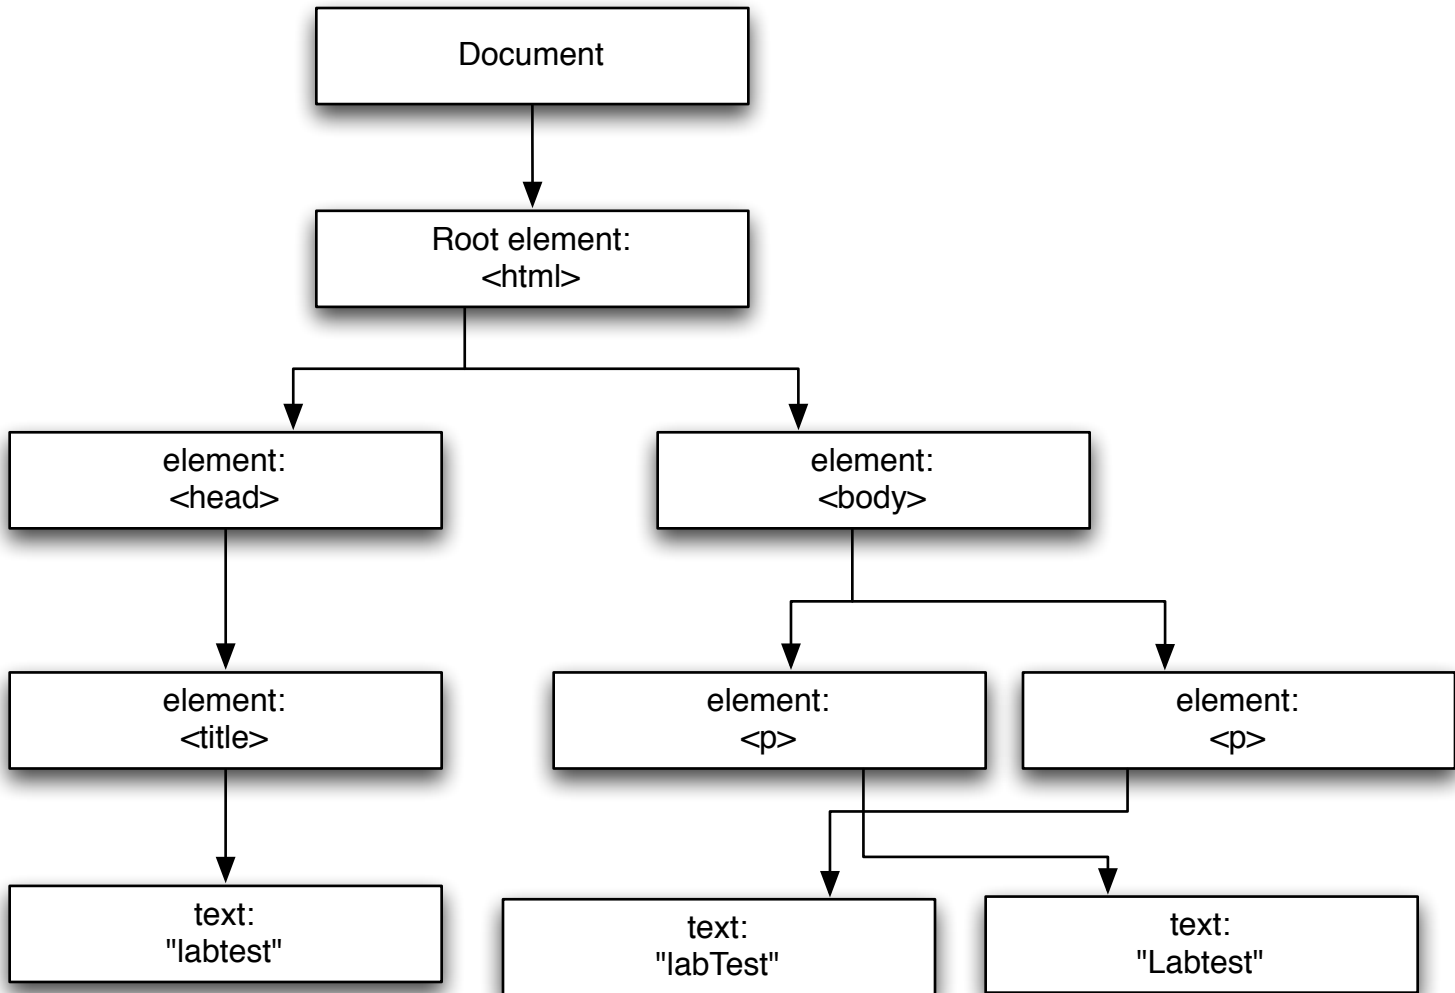 Document
Root element:
<html>
element:
<head>
element:
<body>
element:
<title>
element:
<p>
element:
<p>
text:
"labtest"
text:
"labTest"
text:
"Labtest"